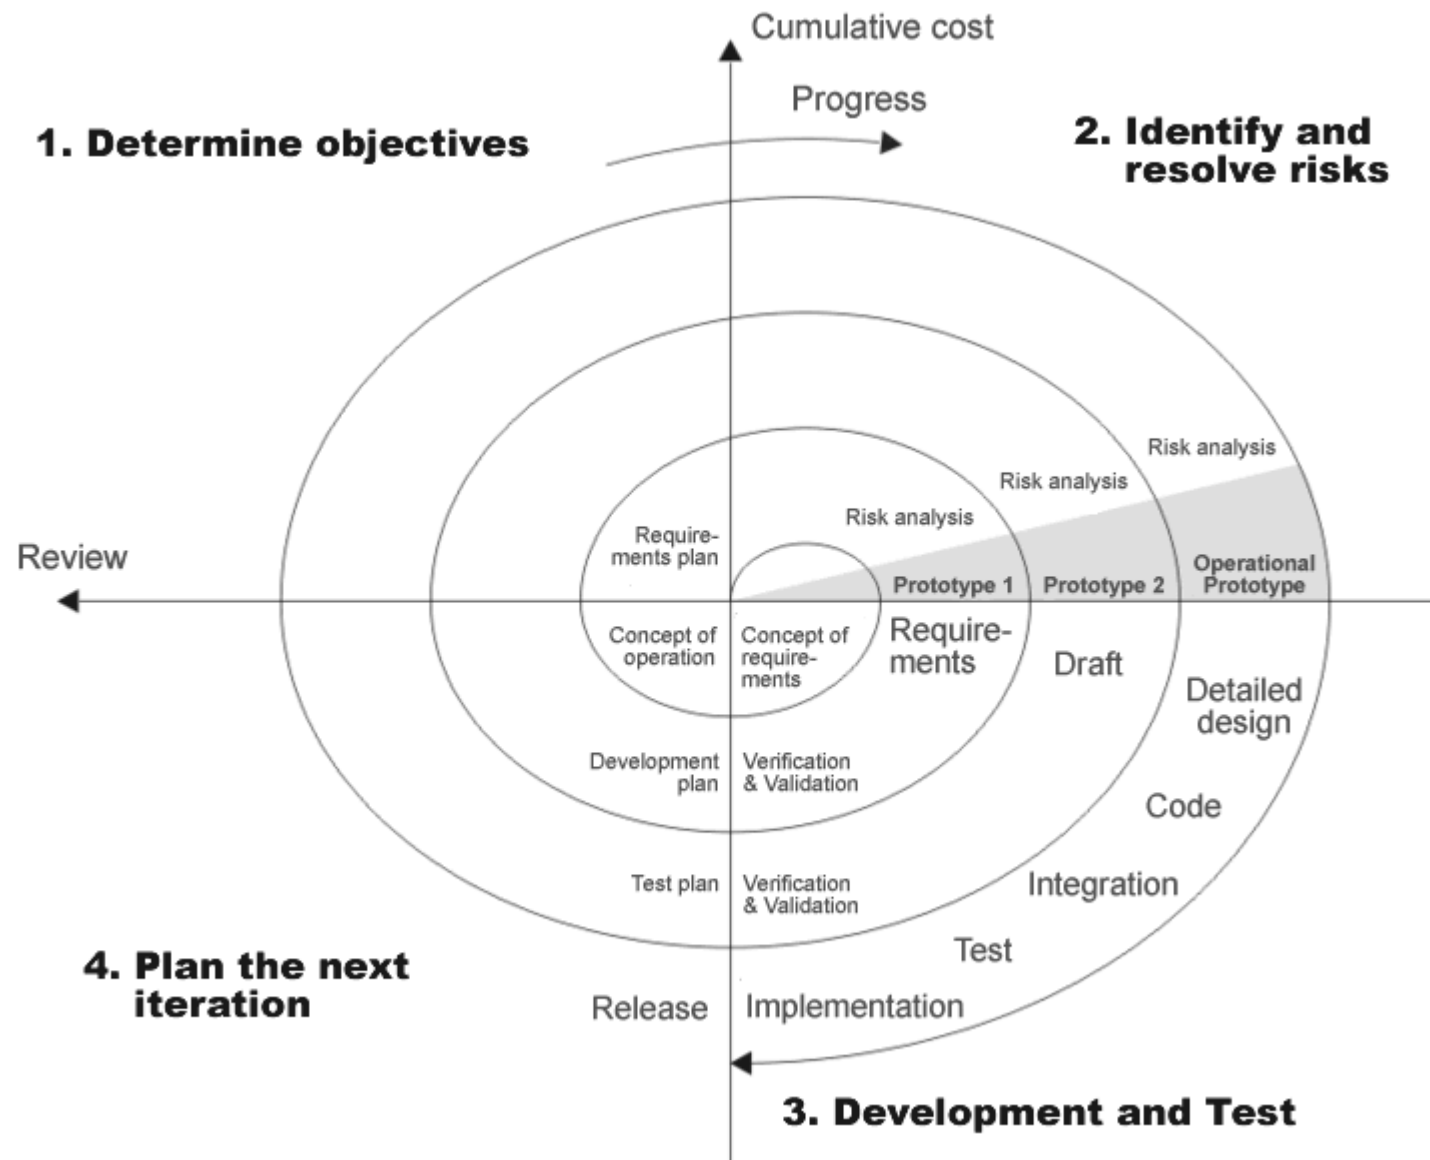 Cumulative cost
Progress
1. Determine objectives
2. Identify and
resolve risks
Risk analysis
Risk analysis
Risk analysis
Require-
ments plan
Review
Prototype 1
Prototype 2
Operational
Prototype
Concept of
operation
Concept of
require-
ments
Require-
ments
Draft
Detailed
design
Development
plan
Verification
& Validation
Code
Test plan
Verification
& Validation
Integration
Test
4. Plan the next
iteration
Release
Implementation
3. Development and Test